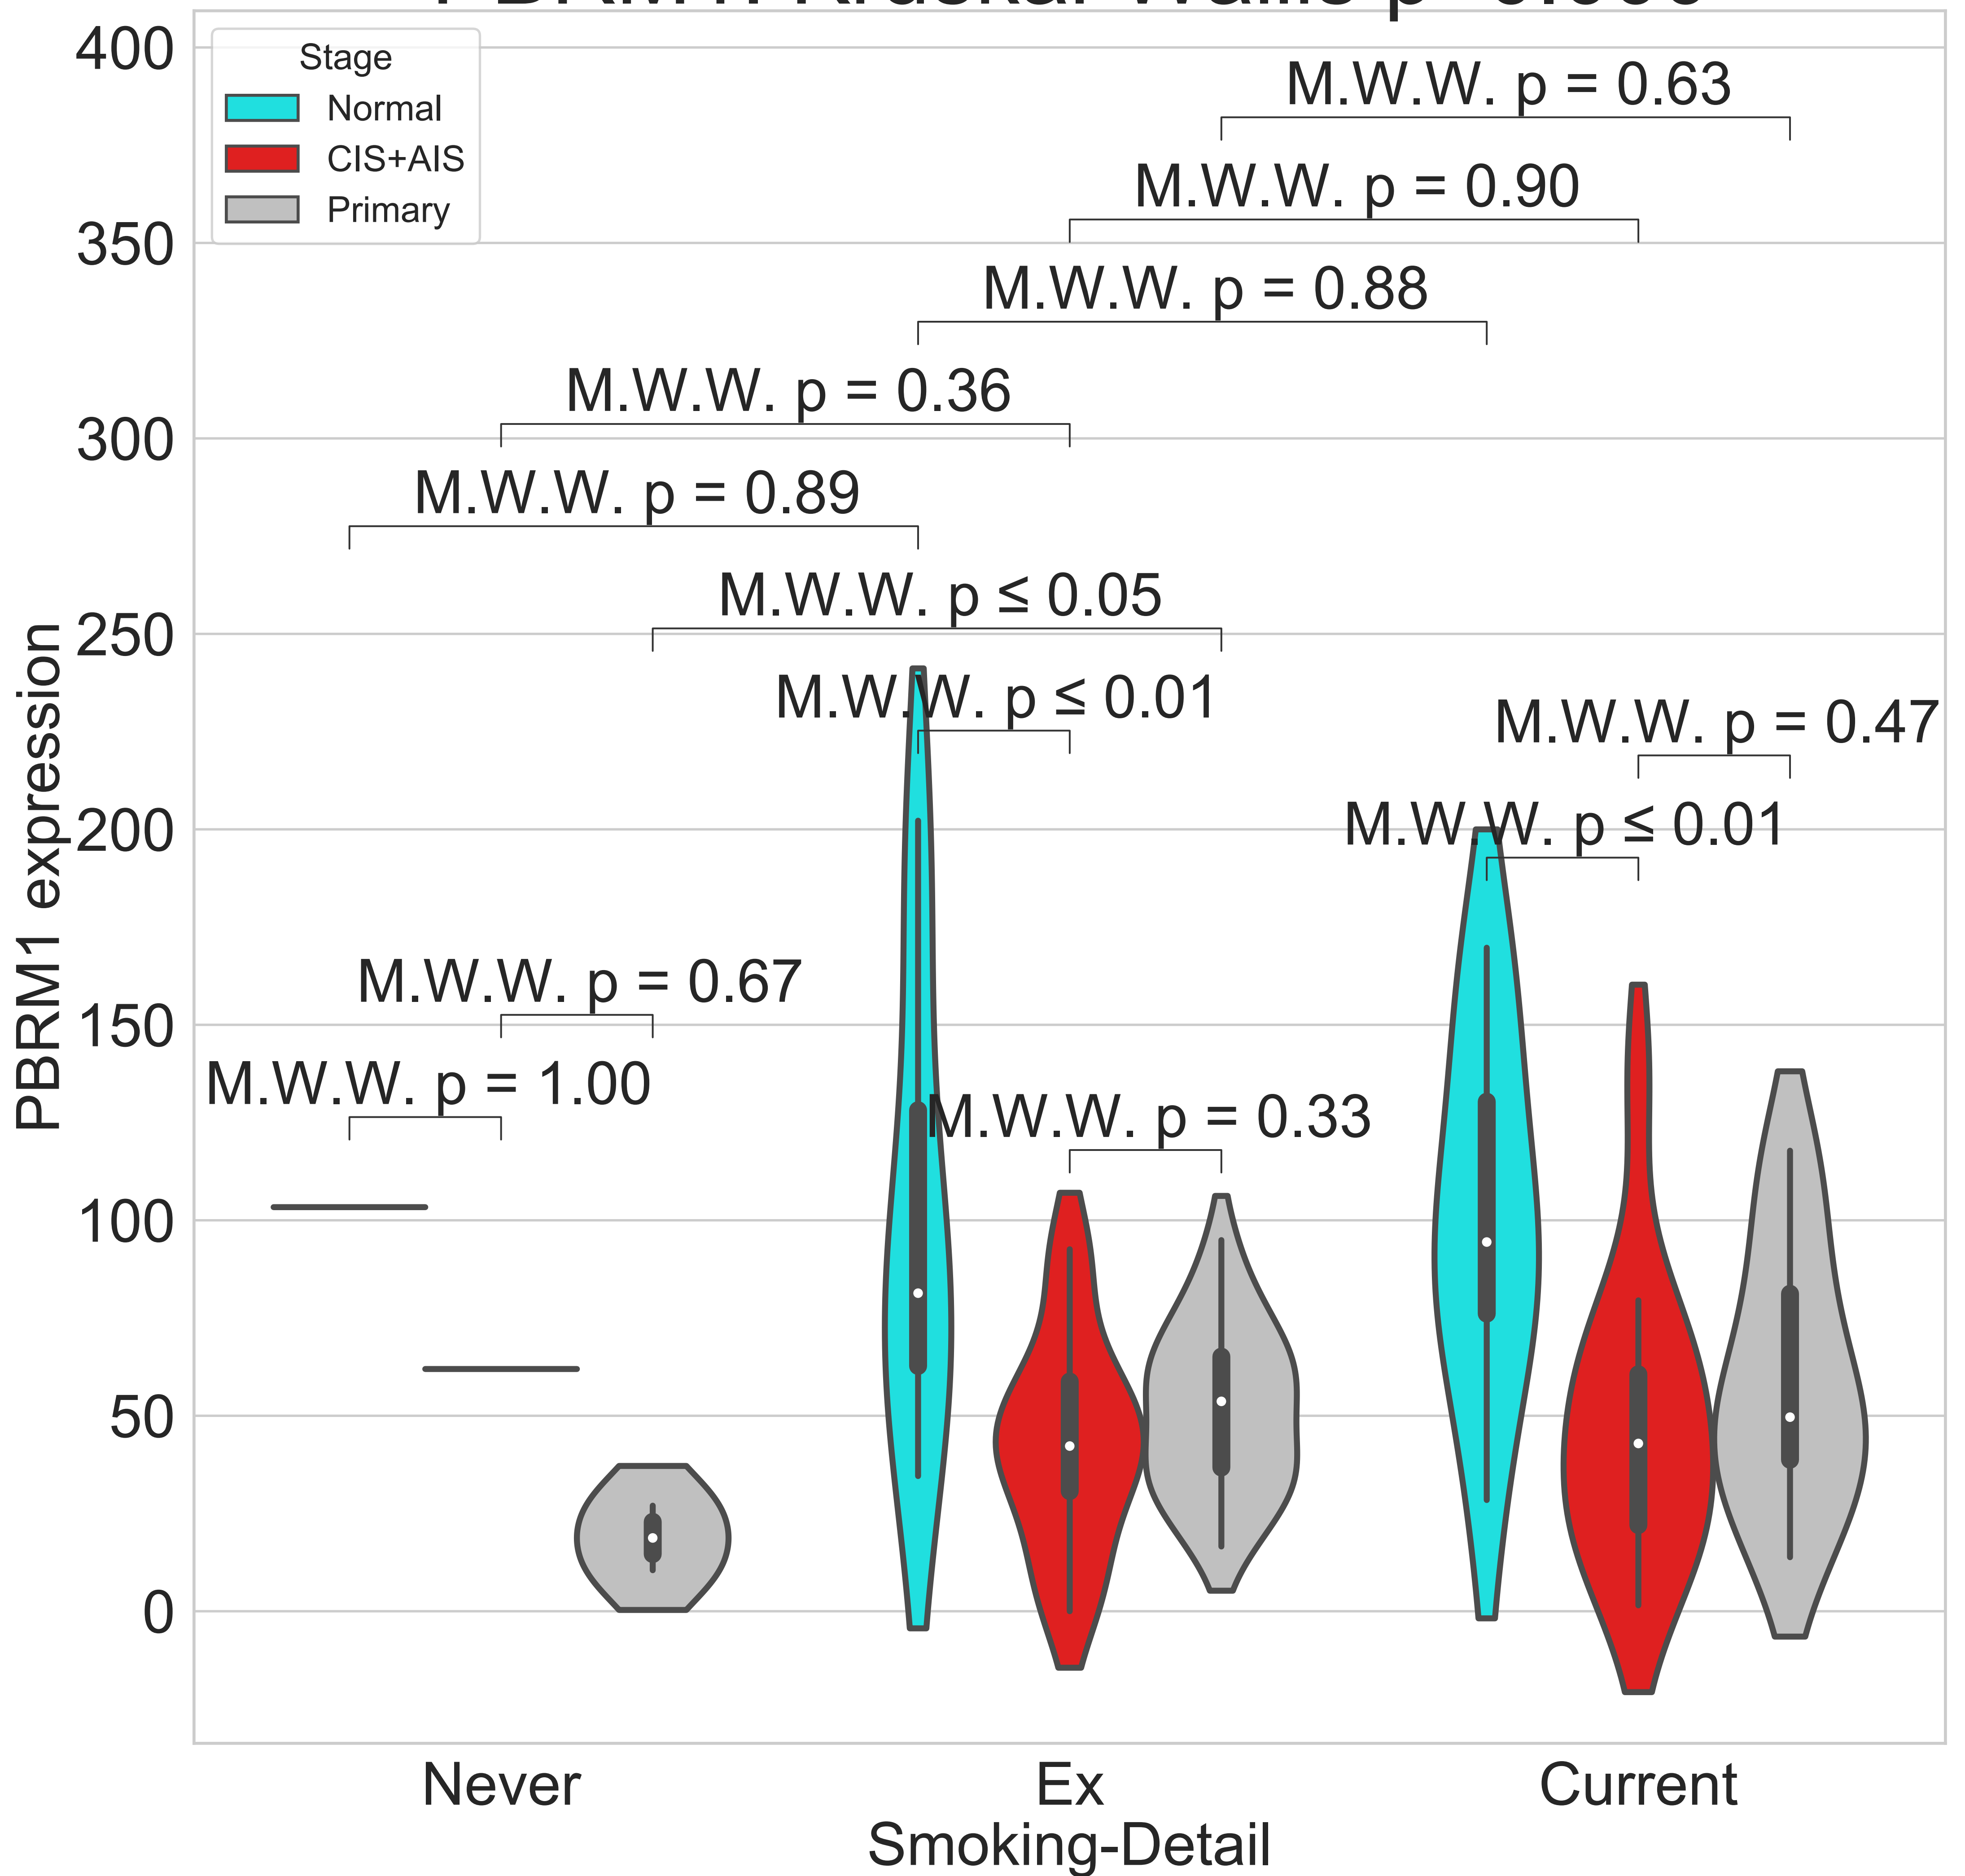 400
350
300
250
200
150
100
50
0
PBRM1 expression
Stage
Normal
CIS+AIS
Primary
M.W.W. p = 0.63
M.W.W. p = 0.90
M.W.W. p = 0.88
M.W.W. p = 0.36
M.W.W. p = 0.89
M.W.W. p ≤ 0.05
M.W.W. p ≤ 0.01
M.W.W. p = 0.47
M.W.W. p ≤ 0.01
M.W.W. p = 0.67
M.W.W. p = 1.00
M.W.W. p = 0.33
Never
Ex
Current
Smoking-Detail